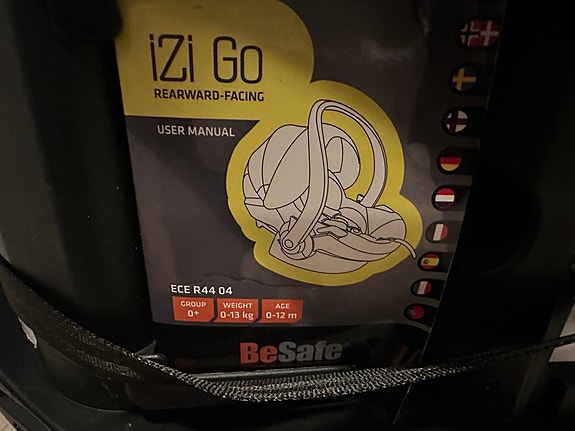 iZi Go
REARWARD-FACING
USER MANUAL
ECE R44 04
GROUP
0+
WEIGHT
0-13 kg
AGE
0-12 m
BeSafe